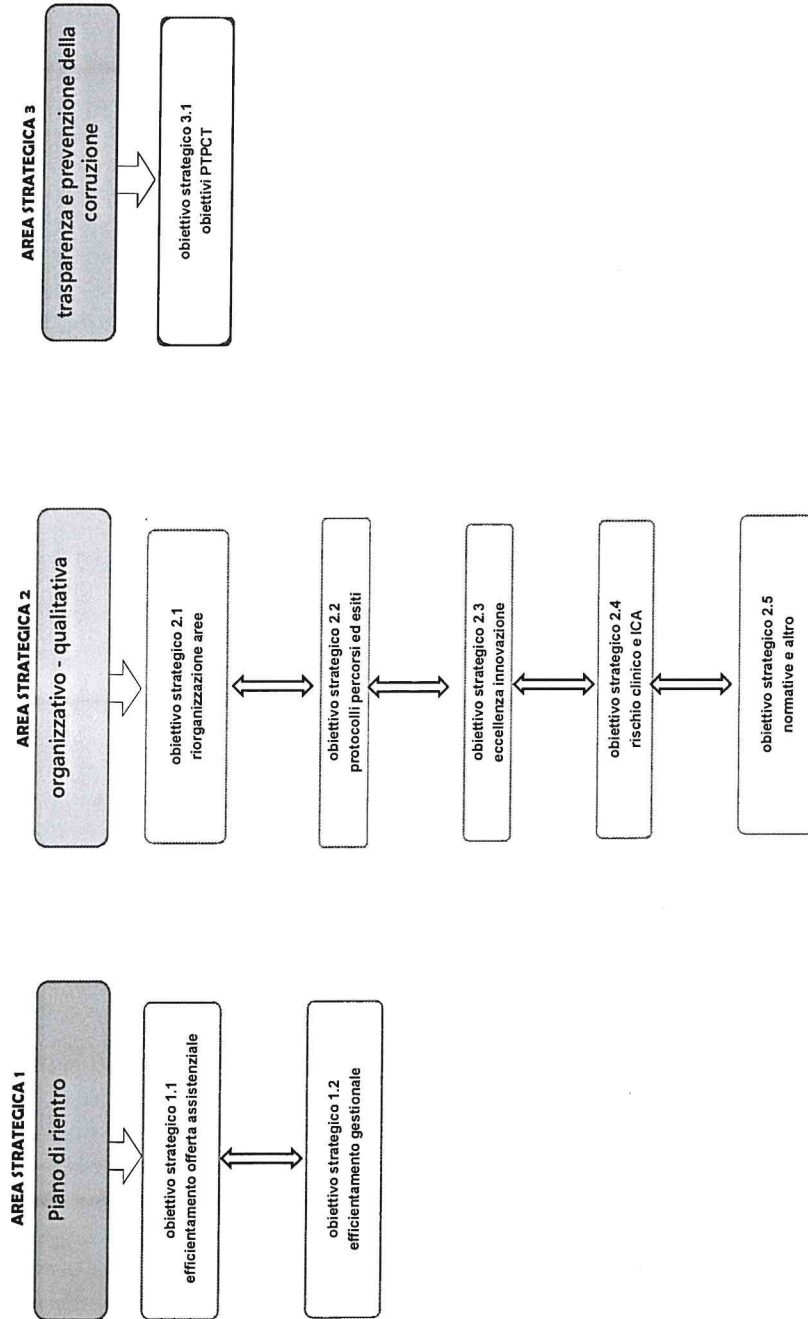 AREA STRATEGICA 1
Piano di rientro
obiettivo strategico 1.1
efficientamento offerta assistenziale
obiettivo strategico 1.2
efficientamento gestionale
AREA STRATEGICA 2
organizzativo - qualitativa
obiettivo strategico 2.1
riorganizzazione aree
obiettivo strategico 2.2
protocolli percorsi ed esiti
obiettivo strategico 2.3
eccellenza innovazione
obiettivo strategico 2.4
rischio clinico e ICA
obiettivo strategico 2.5
normative e altro
AREA STRATEGICA 3
trasparenza e prevenzione della
corruzione
obiettivo strategico 3.1
obiettivi PTPCT